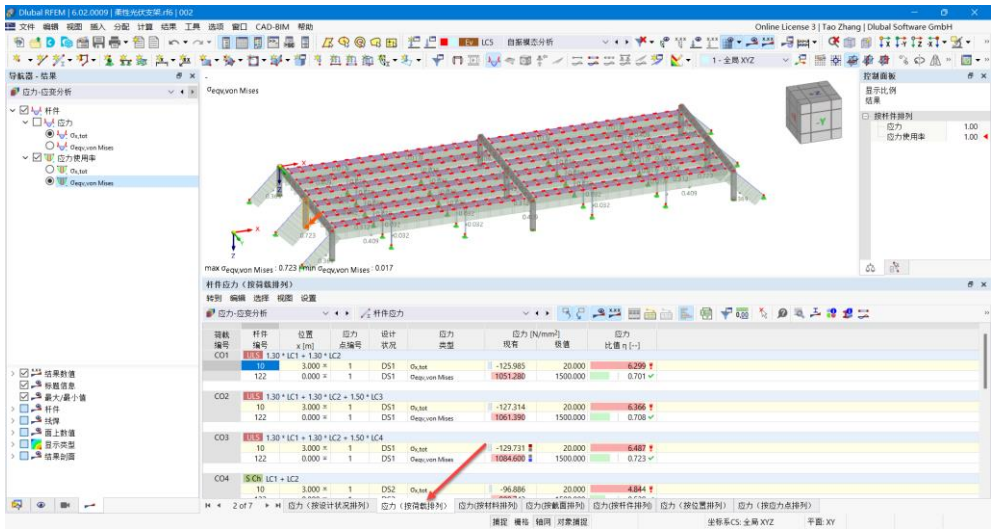 Dlubal RFEM | 6.02.0009 | 柔性光伏支架.rf6 | 002
文件 编辑 视图 插入 分配 计算 结果 工具 选项 窗口 CAD-BIM 帮助
Online License 3 | Tao Zhang | Dlubal Software GmbH
LC5 自振模态分析
1 - 全局 XYZ
导航器 - 结果
应力-应变分析
杆件
应力
σx,tot
σeqv,von Mises
应力使用率
σx,tot
σeqv,von Mises
结果数值
标题信息
最大/最小值
杆件
线焊
面上数值
显示类型
结果剖面
σeqv,von Mises
X
Z
0.723
0.409
0.032
0.032
0.032
0.409
-Y
X
Z
max σeqv,von Mises : 0.723 | min σeqv,von Mises : 0.017
控制面板
显示比例
结果
按杆件排列
应力 1.00
应力使用率 1.00
杆件应力（按荷载排列）
转到 编辑 选择 视图 设置
应力-应变分析 杆件应力
荷载 杆件 位置 应力 设计 应力 应力 [N/mm²] 应力
编号 编号 x [m] 点编号 状况 类型 现有 极值 比值 η [--]
CO1 ULS 1.30 * LC1 + 1.30 * LC2
10 3.000 = 1 DS1 σx,tot -125.985 20.000 6.299
122 0.000 = 1 DS1 σeqv,von Mises 1051.280 1500.000 0.701
CO2 ULS 1.30 * LC1 + 1.30 * LC2 + 1.50 * LC3
10 3.000 = 1 DS1 σx,tot -127.314 20.000 6.366
122 0.000 = 1 DS1 σeqv,von Mises 1061.390 1500.000 0.708
CO3 ULS 1.30 * LC1 + 1.30 * LC2 + 1.50 * LC4
10 3.000 = 1 DS1 σx,tot -129.731 20.000 6.487
122 0.000 = 1 DS1 σeqv,von Mises 1084.600 1500.000 0.723
CO4 S Ch LC1 + LC2
10 3.000 = 1 DS2 σx,tot -96.886 20.000 4.844
2 of 7 应力（按设计状况排列） 应力（按荷载排列） 应力(按材料排列) 应力(按截面排列) 应力(按杆件排列) 应力（按位置排列） 应力（按应力点排列）
捕捉 栅格 轴网 对象捕捉 坐标系CS: 全局 XYZ 平面: XY